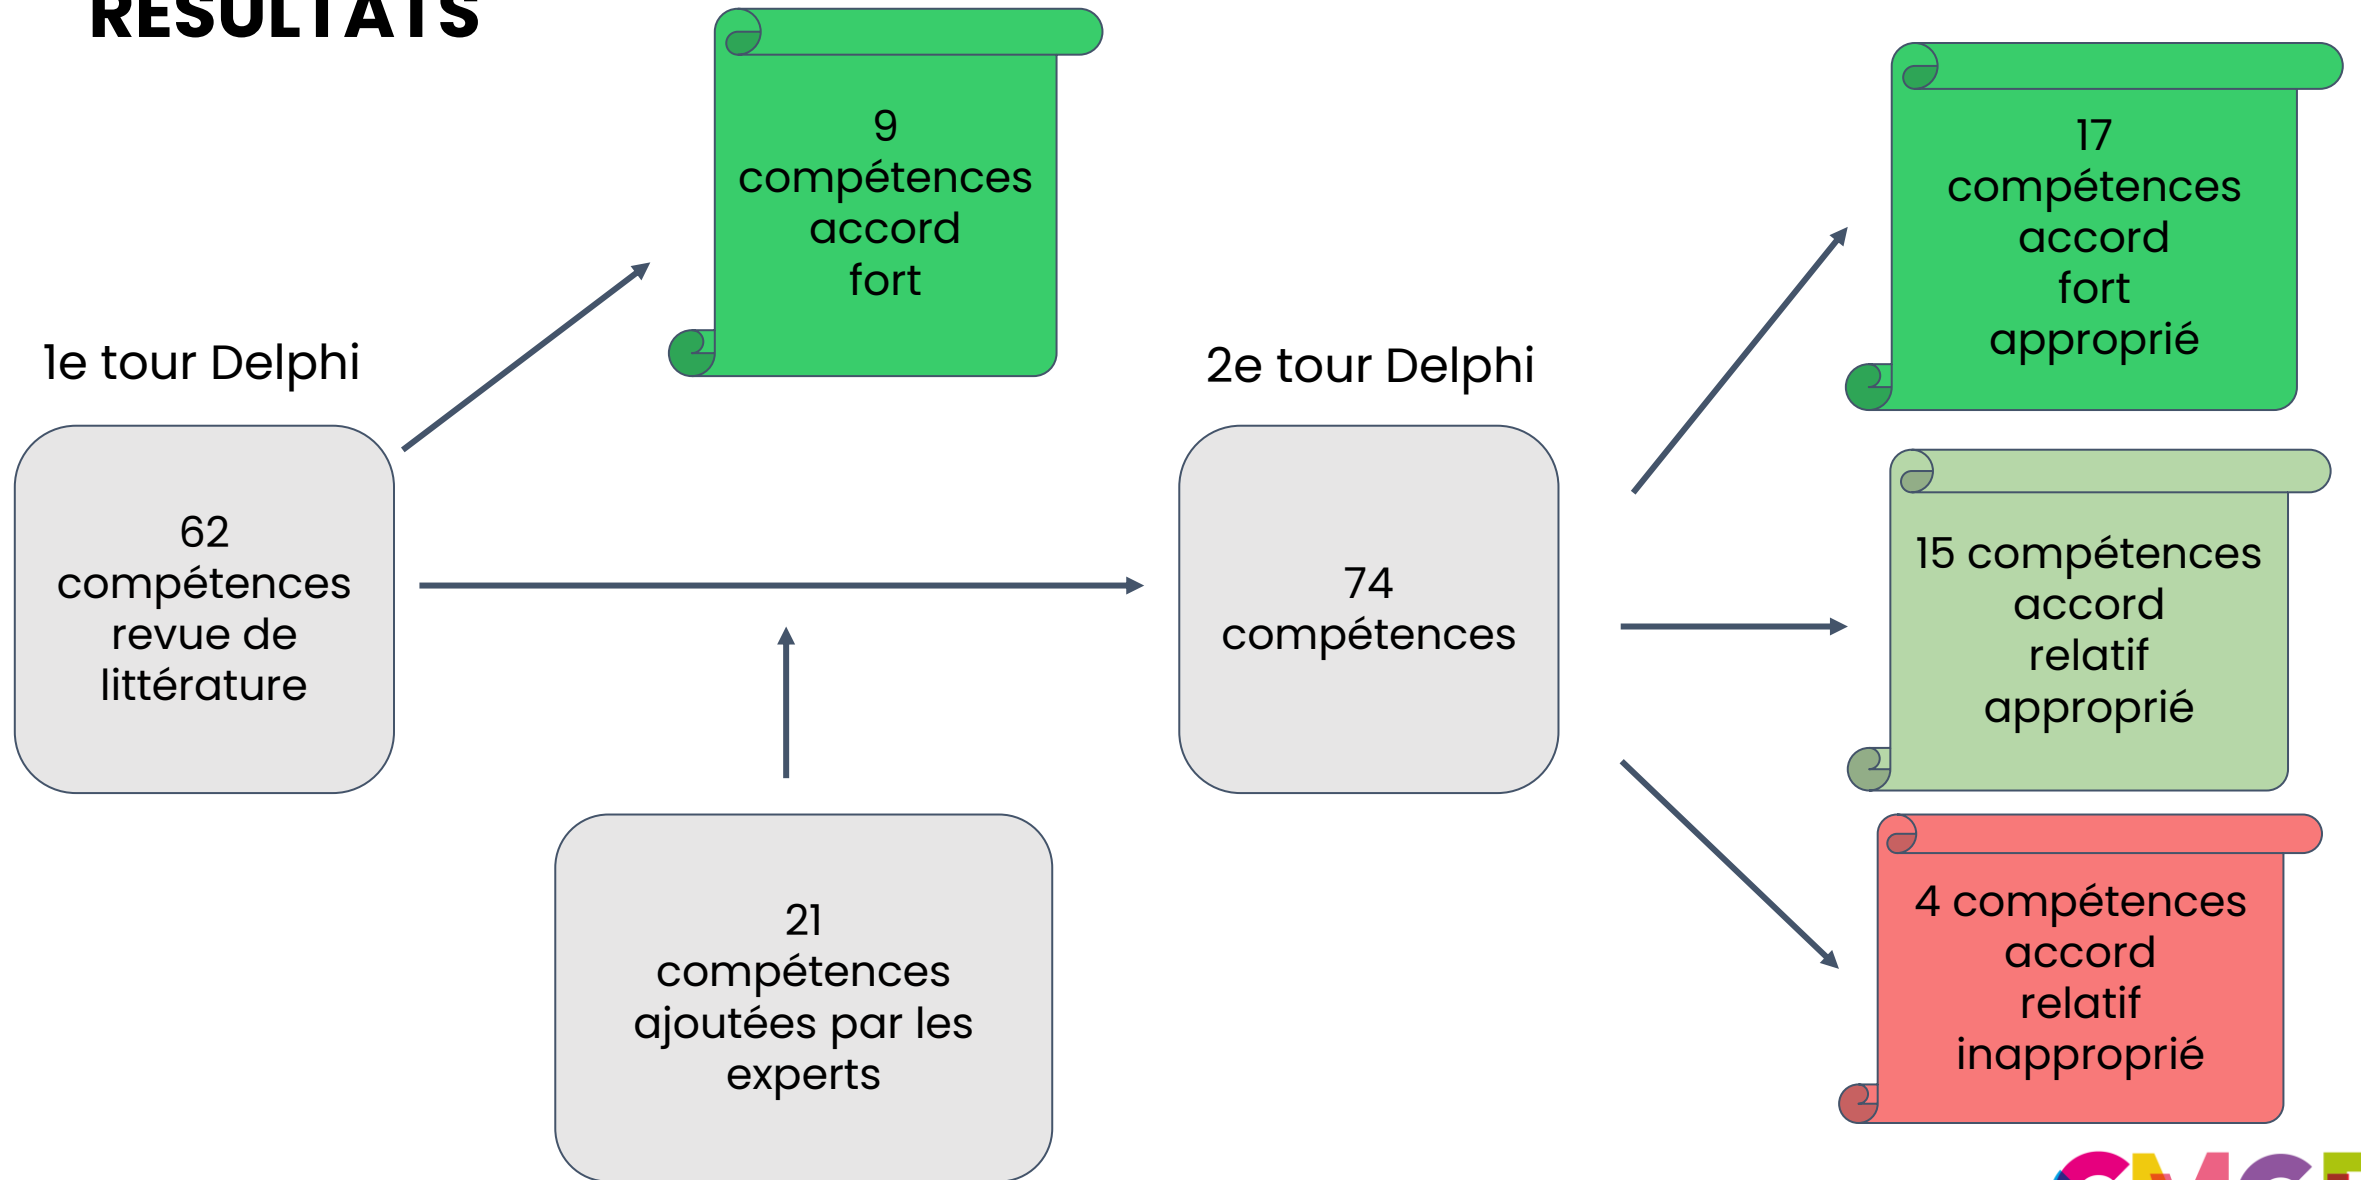 RÉSULTATS
9
compétences
accord
fort
1e tour Delphi
62
compétences
revue de
littérature
21
compétences
ajoutées par les
experts
2e tour Delphi
74
compétences
17
compétences
accord
fort
approprié
15 compétences
accord
relatif
approprié
4 compétences
accord
relatif
inapproprié